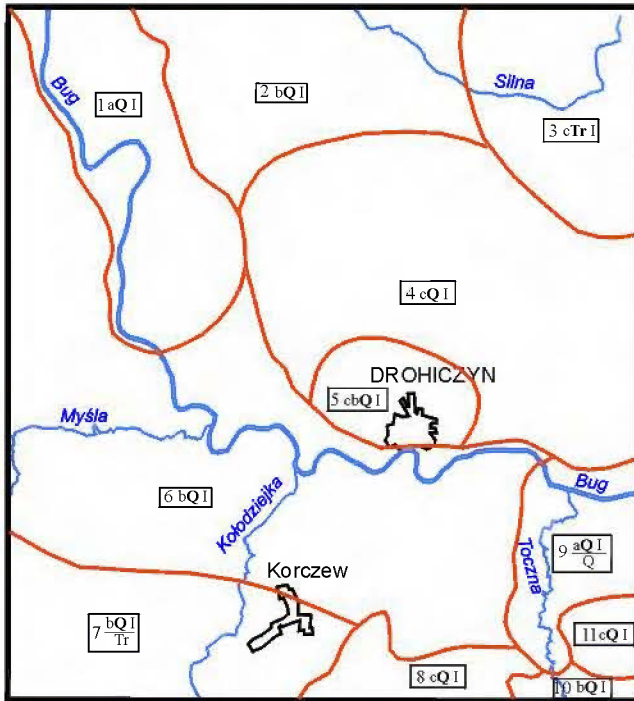 Bug
1 aQ I
2 bQ I
Silna
3 cTr I
4 cQ I
DROHICZYN
5 cbQ I
Myśla
6 bQ I
Kołodziejka
Bug
Toczna
9 aQ I
Q
Korczew
7 bQ I
Tr
11cQ I
8 cQ I
10 bQ I